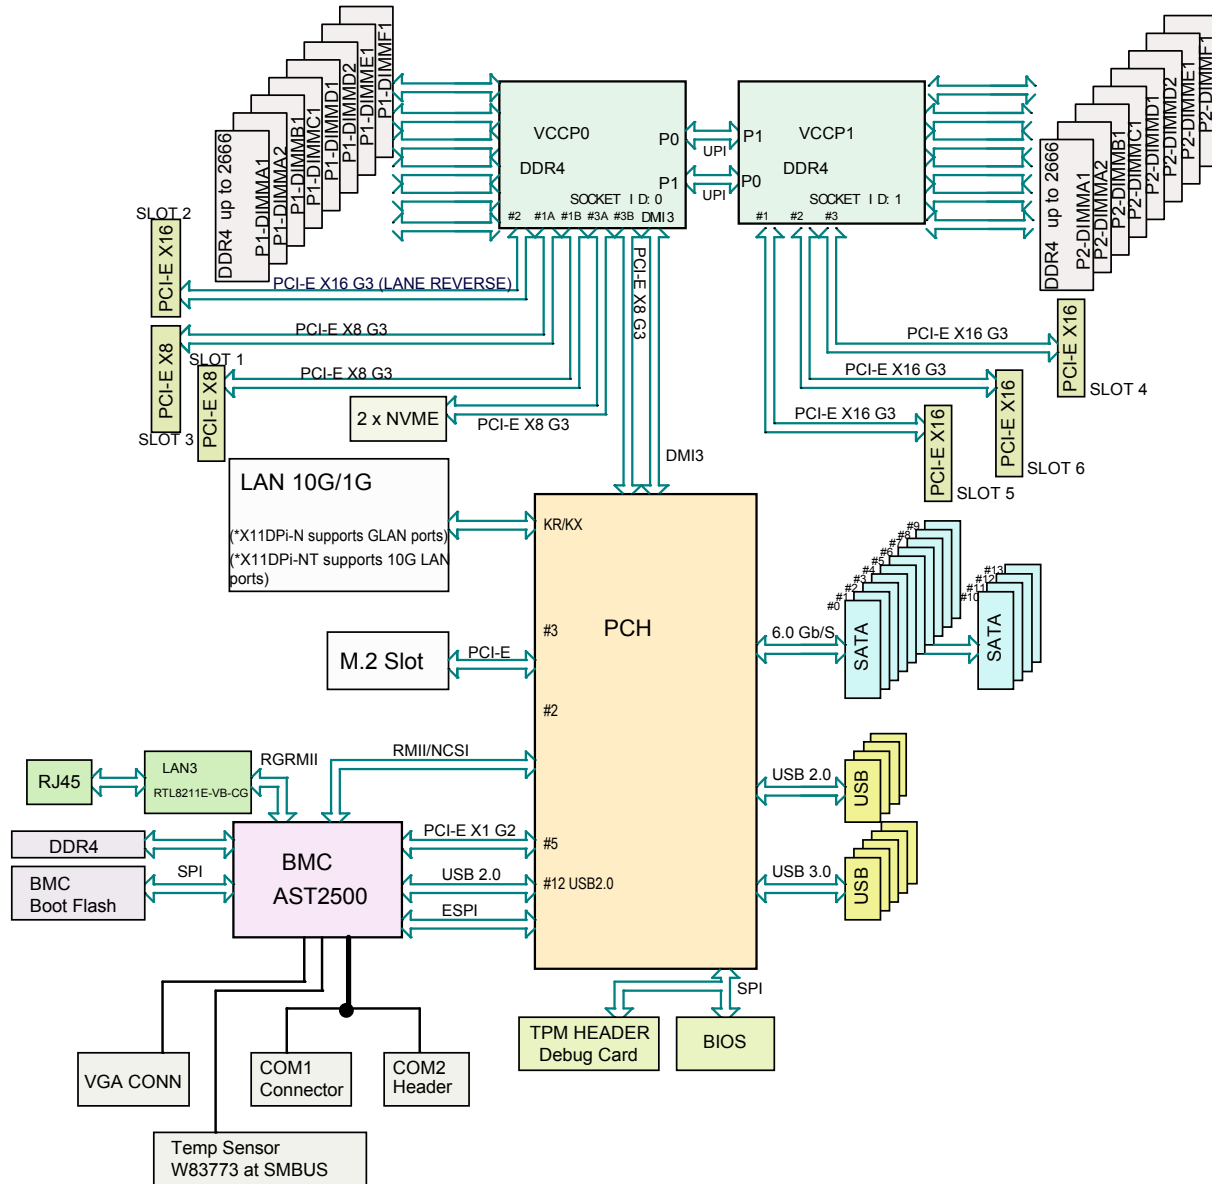 DDR4 up to 2666
P1-DIMMA1
P1-DIMMA2
P1-DIMMB1
P1-DIMMC1
P1-DIMMD1
P1-DIMMD2
P1-DIMME1
P1-DIMMF1
VCCP0
DDR4
P0
P1
SOCKET ID: 0
#2 #1A #1B #3A #3B DMI3
UPI
UPI
VCCP1
DDR4
P1
P0
SOCKET ID: 1
#1 #2 #3
DDR4 up to 2666
P2-DIMMA1
P2-DIMMA2
P2-DIMMB1
P2-DIMMC1
P2-DIMMD1
P2-DIMMD2
P2-DIMME1
P2-DIMMF1
SLOT 2
PCI-E X16
PCI-E X16 G3 (LANE REVERSE)
PCI-E X8 G3
PCI-E X8
SLOT 3
SLOT 1
PCI-E X8
PCI-E X8 G3
2 x NVME
PCI-E X8 G3
PCI-E X8 G3
DMI3
PCI-E X16 G3
PCI-E X16
SLOT 4
PCI-E X16 G3
PCI-E X16
SLOT 6
PCI-E X16 G3
PCI-E X16
SLOT 5
LAN 10G/1G
(*X11DPi-N supports GLAN ports)
(*X11DPi-NT supports 10G LAN
ports)
KR/KX
PCH
#3
M.2 Slot
PCI-E
#2
6.0 Gb/S
#0
#1
#2
#3
#4
#5
#6
#7
#8
#9
SATA
#10
#11
#12
#13
SATA
RJ45
LAN3
RTL8211E-VB-CG
RGRMII
RMII/NCSI
USB 2.0
USB
USB 3.0
USB
DDR4
BMC
Boot Flash
SPI
BMC
AST2500
PCI-E X1 G2
#5
USB 2.0
#12 USB2.0
ESPI
SPI
TPM HEADER
Debug Card
BIOS
VGA CONN
COM1
Connector
COM2
Header
Temp Sensor
W83773 at SMBUS